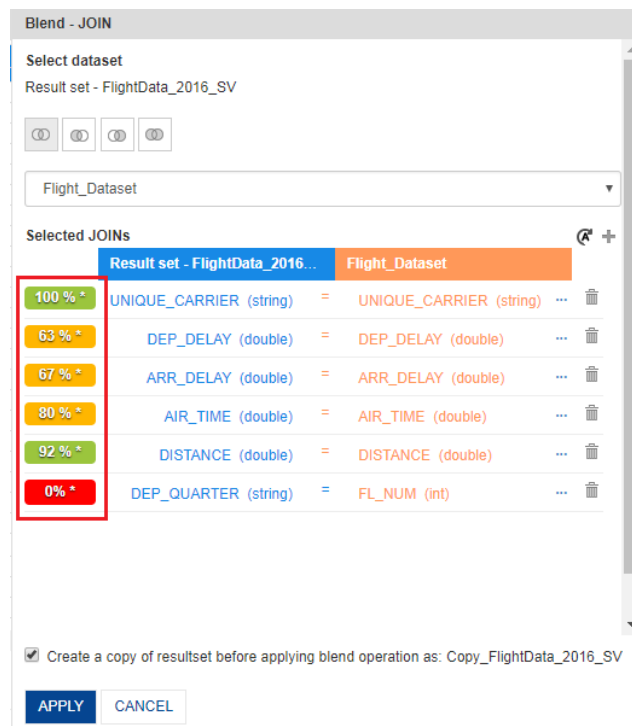 Blend - JOIN
Select dataset
Result set - FlightData_2016_SV
Flight_Dataset
Selected JOINs
Result set - FlightData_2016... Flight_Dataset
100 % * UNIQUE_CARRIER (string) = UNIQUE_CARRIER (string) ...
63 % * DEP_DELAY (double) = DEP_DELAY (double) ...
67 % * ARR_DELAY (double) = ARR_DELAY (double) ...
80 % * AIR_TIME (double) = AIR_TIME (double) ...
92 % * DISTANCE (double) = DISTANCE (double) ...
0% * DEP_QUARTER (string) = FL_NUM (int) ...
Create a copy of resultset before applying blend operation as: Copy_FlightData_2016_SV
APPLY CANCEL